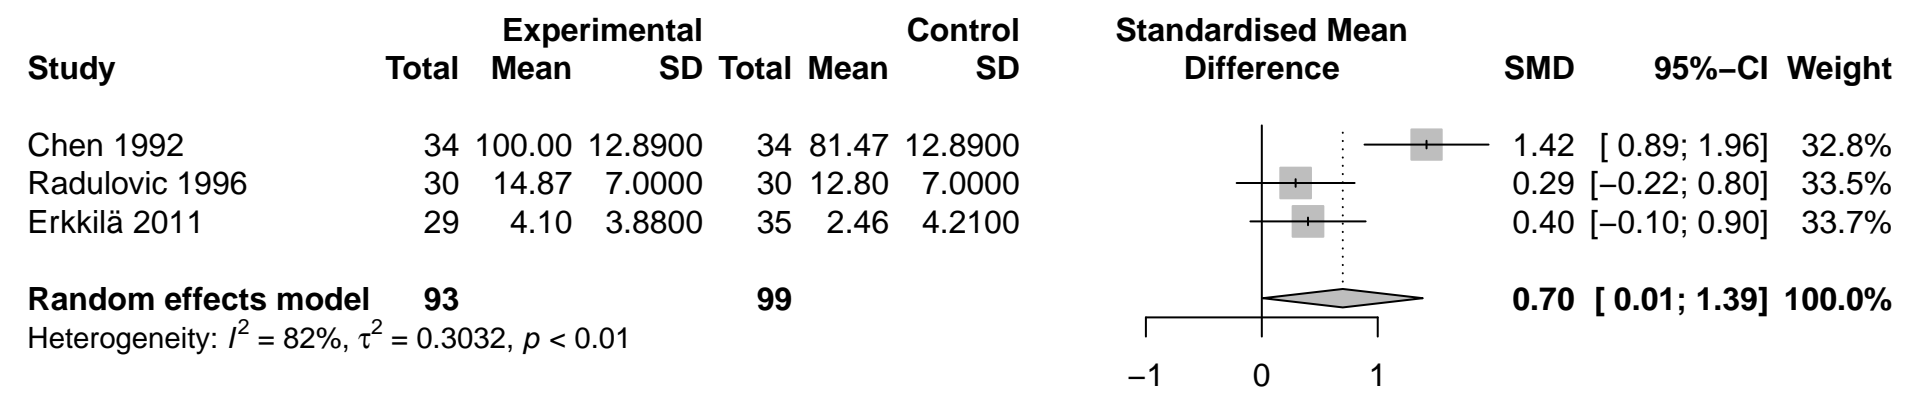 Experimental Control Standardised Mean
Study Total Mean SD Total Mean SD Difference SMD 95%−CI Weight
Chen 1992 34 100.00 12.8900 34 81.47 12.8900 1.42 [ 0.89; 1.96] 32.8%
Radulovic 1996 30 14.87 7.0000 30 12.80 7.0000 0.29 [−0.22; 0.80] 33.5%
Erkkilä 2011 29 4.10 3.8800 35 2.46 4.2100 0.40 [−0.10; 0.90] 33.7%
Random effects model 93 99 0.70 [ 0.01; 1.39] 100.0%
Heterogeneity: I² = 82%, τ² = 0.3032, p < 0.01
−1 0 1